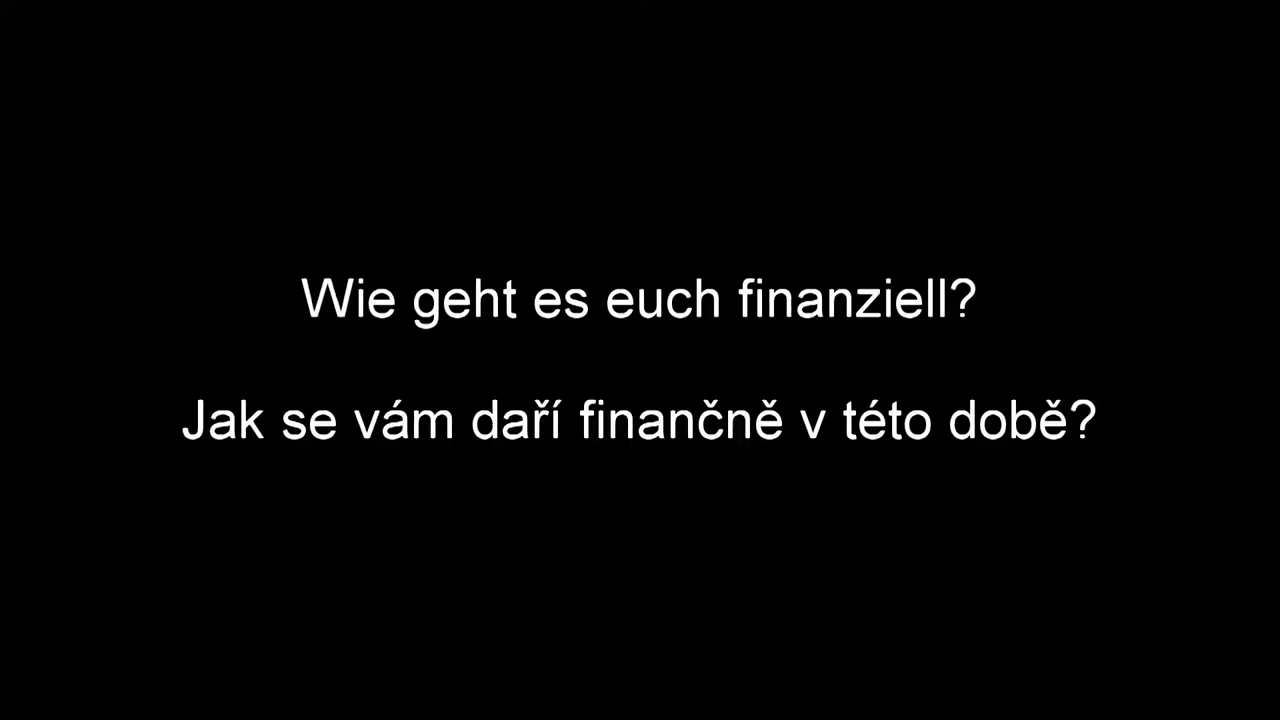 Wie geht es euch finanziell?
Jak se vám daří finančně v této době?